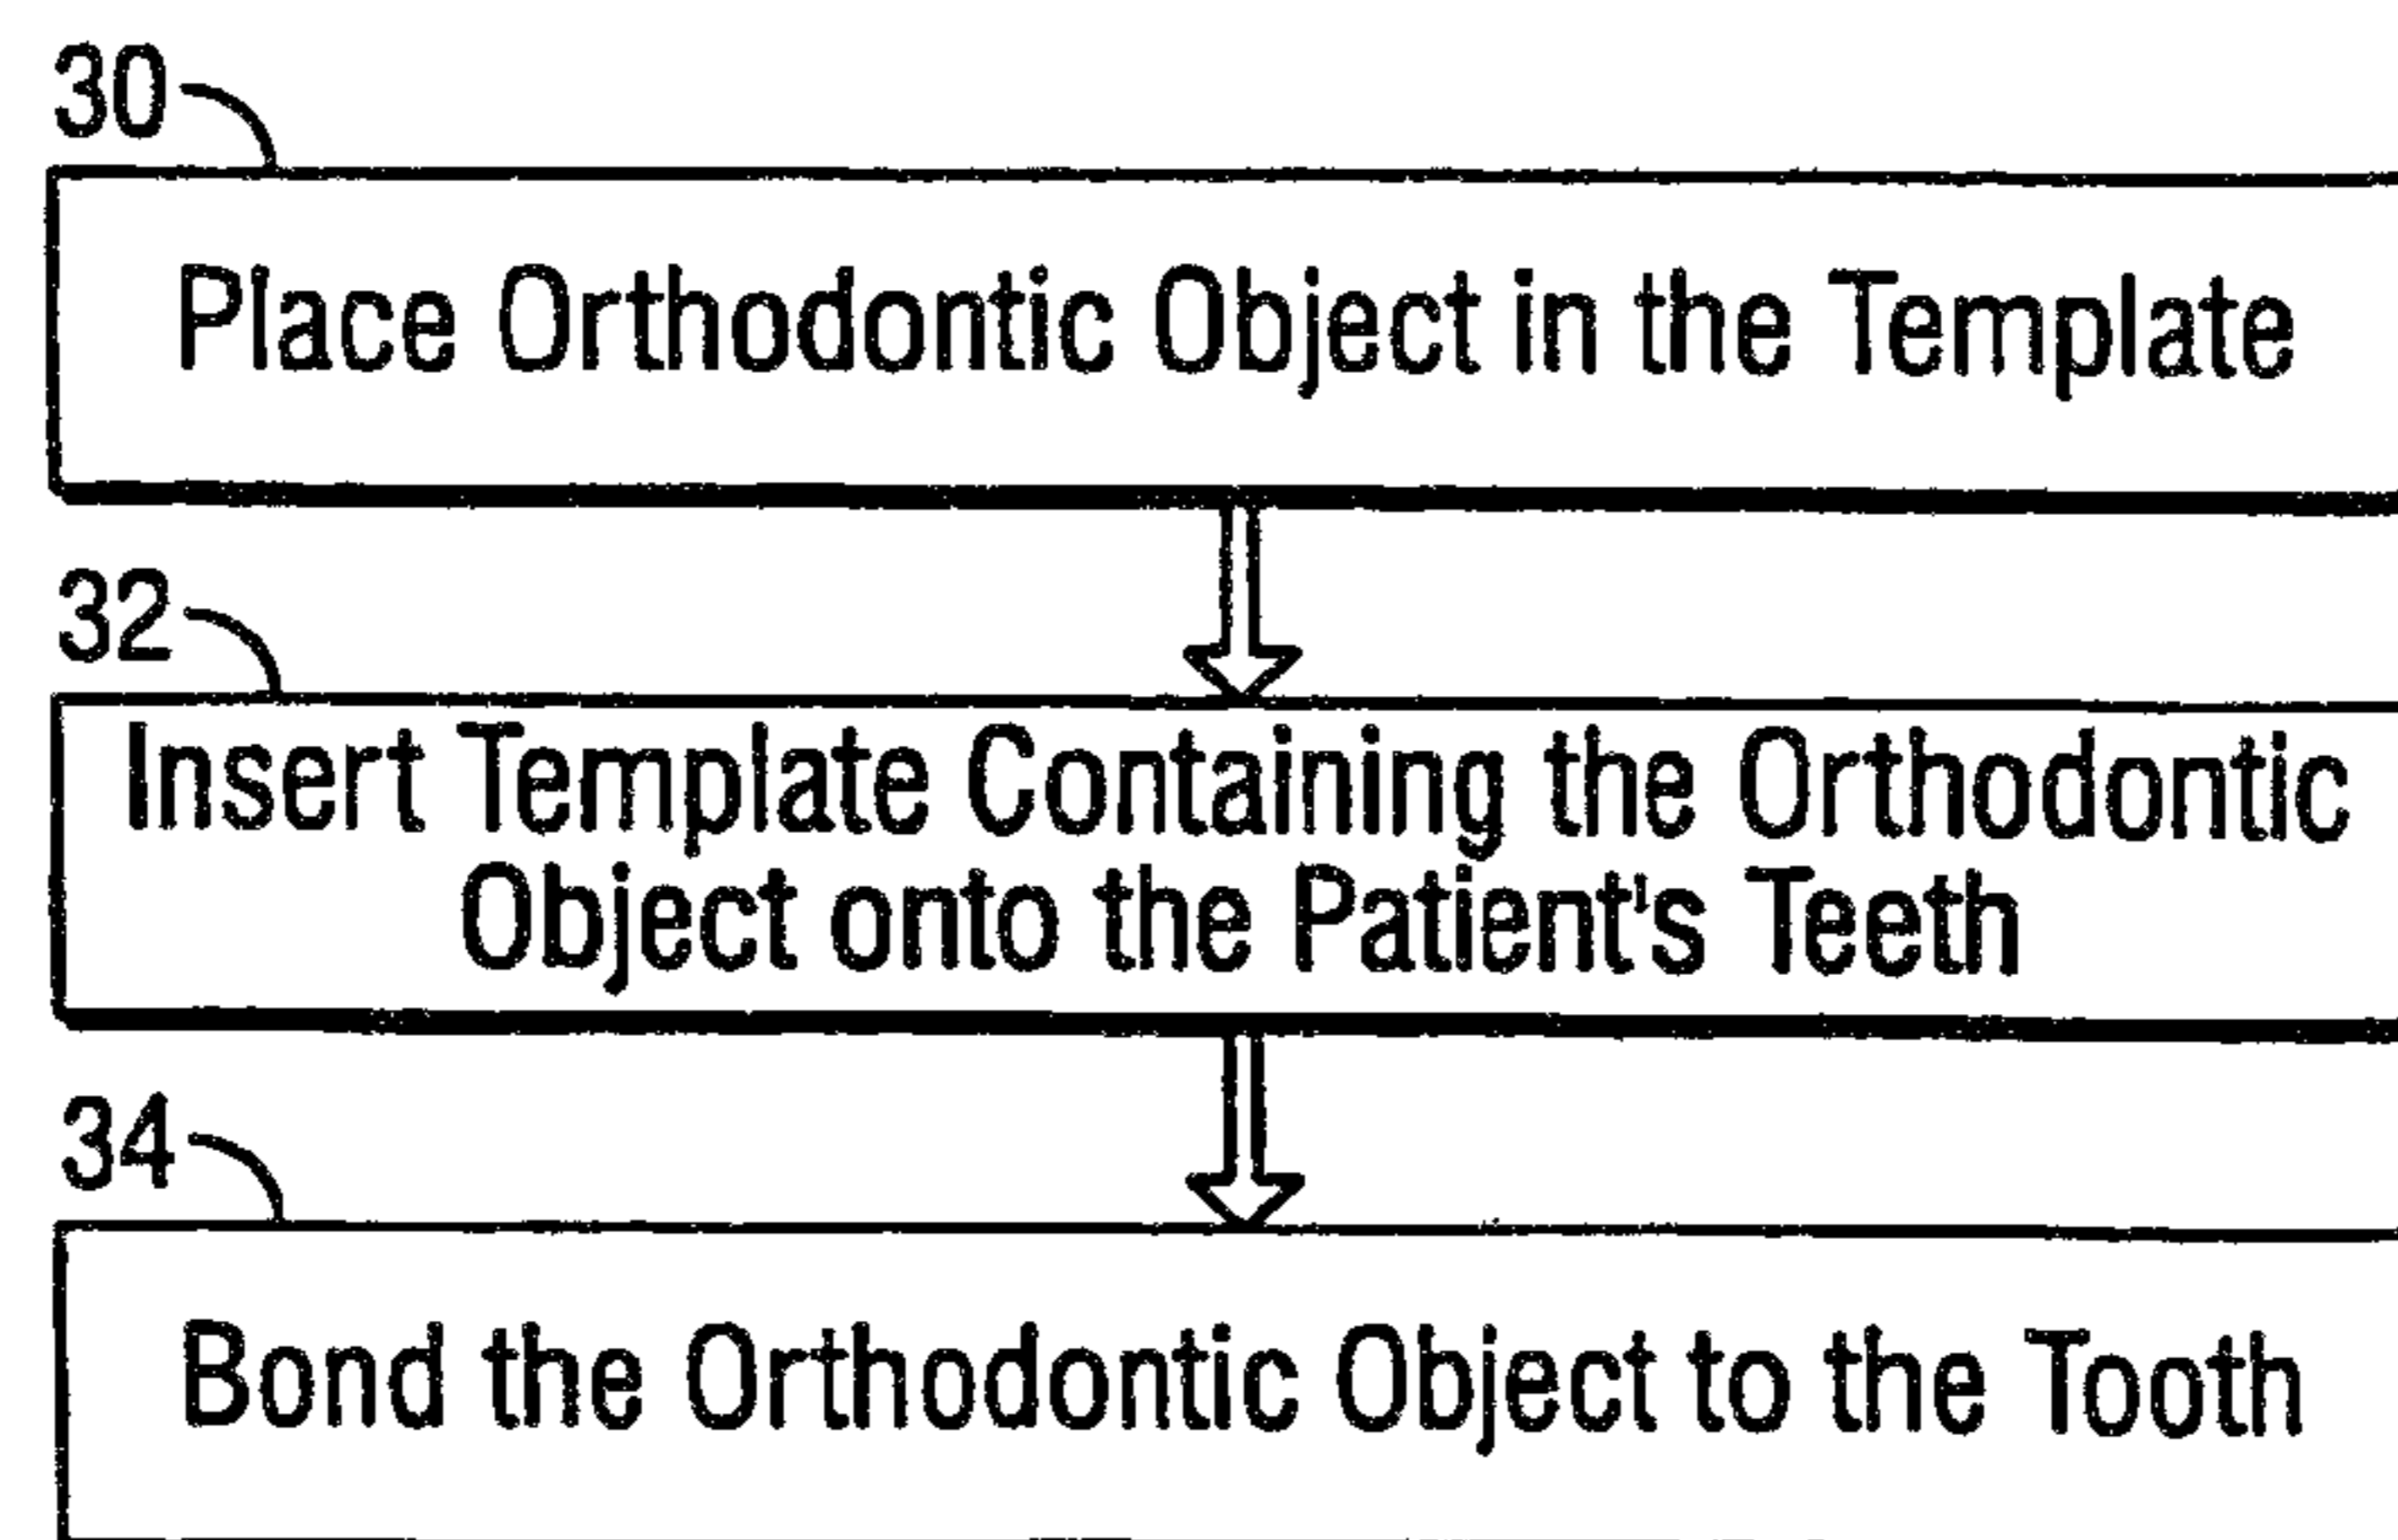 30
Place Orthodontic Object in the Template
32
Insert Template Containing the Orthodontic
Object onto the Patient's Teeth
34
Bond the Orthodontic Object to the Tooth